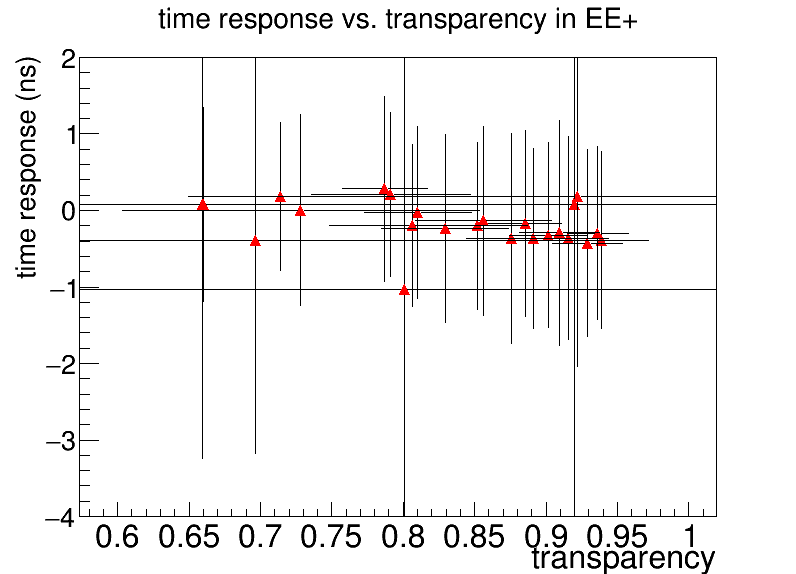 time response vs. transparency in EE+
time response (ns)
2
1
0
−1
−2
−3
−4
0.6 0.65 0.7 0.75 0.8 0.85 0.9 0.95 1
transparency